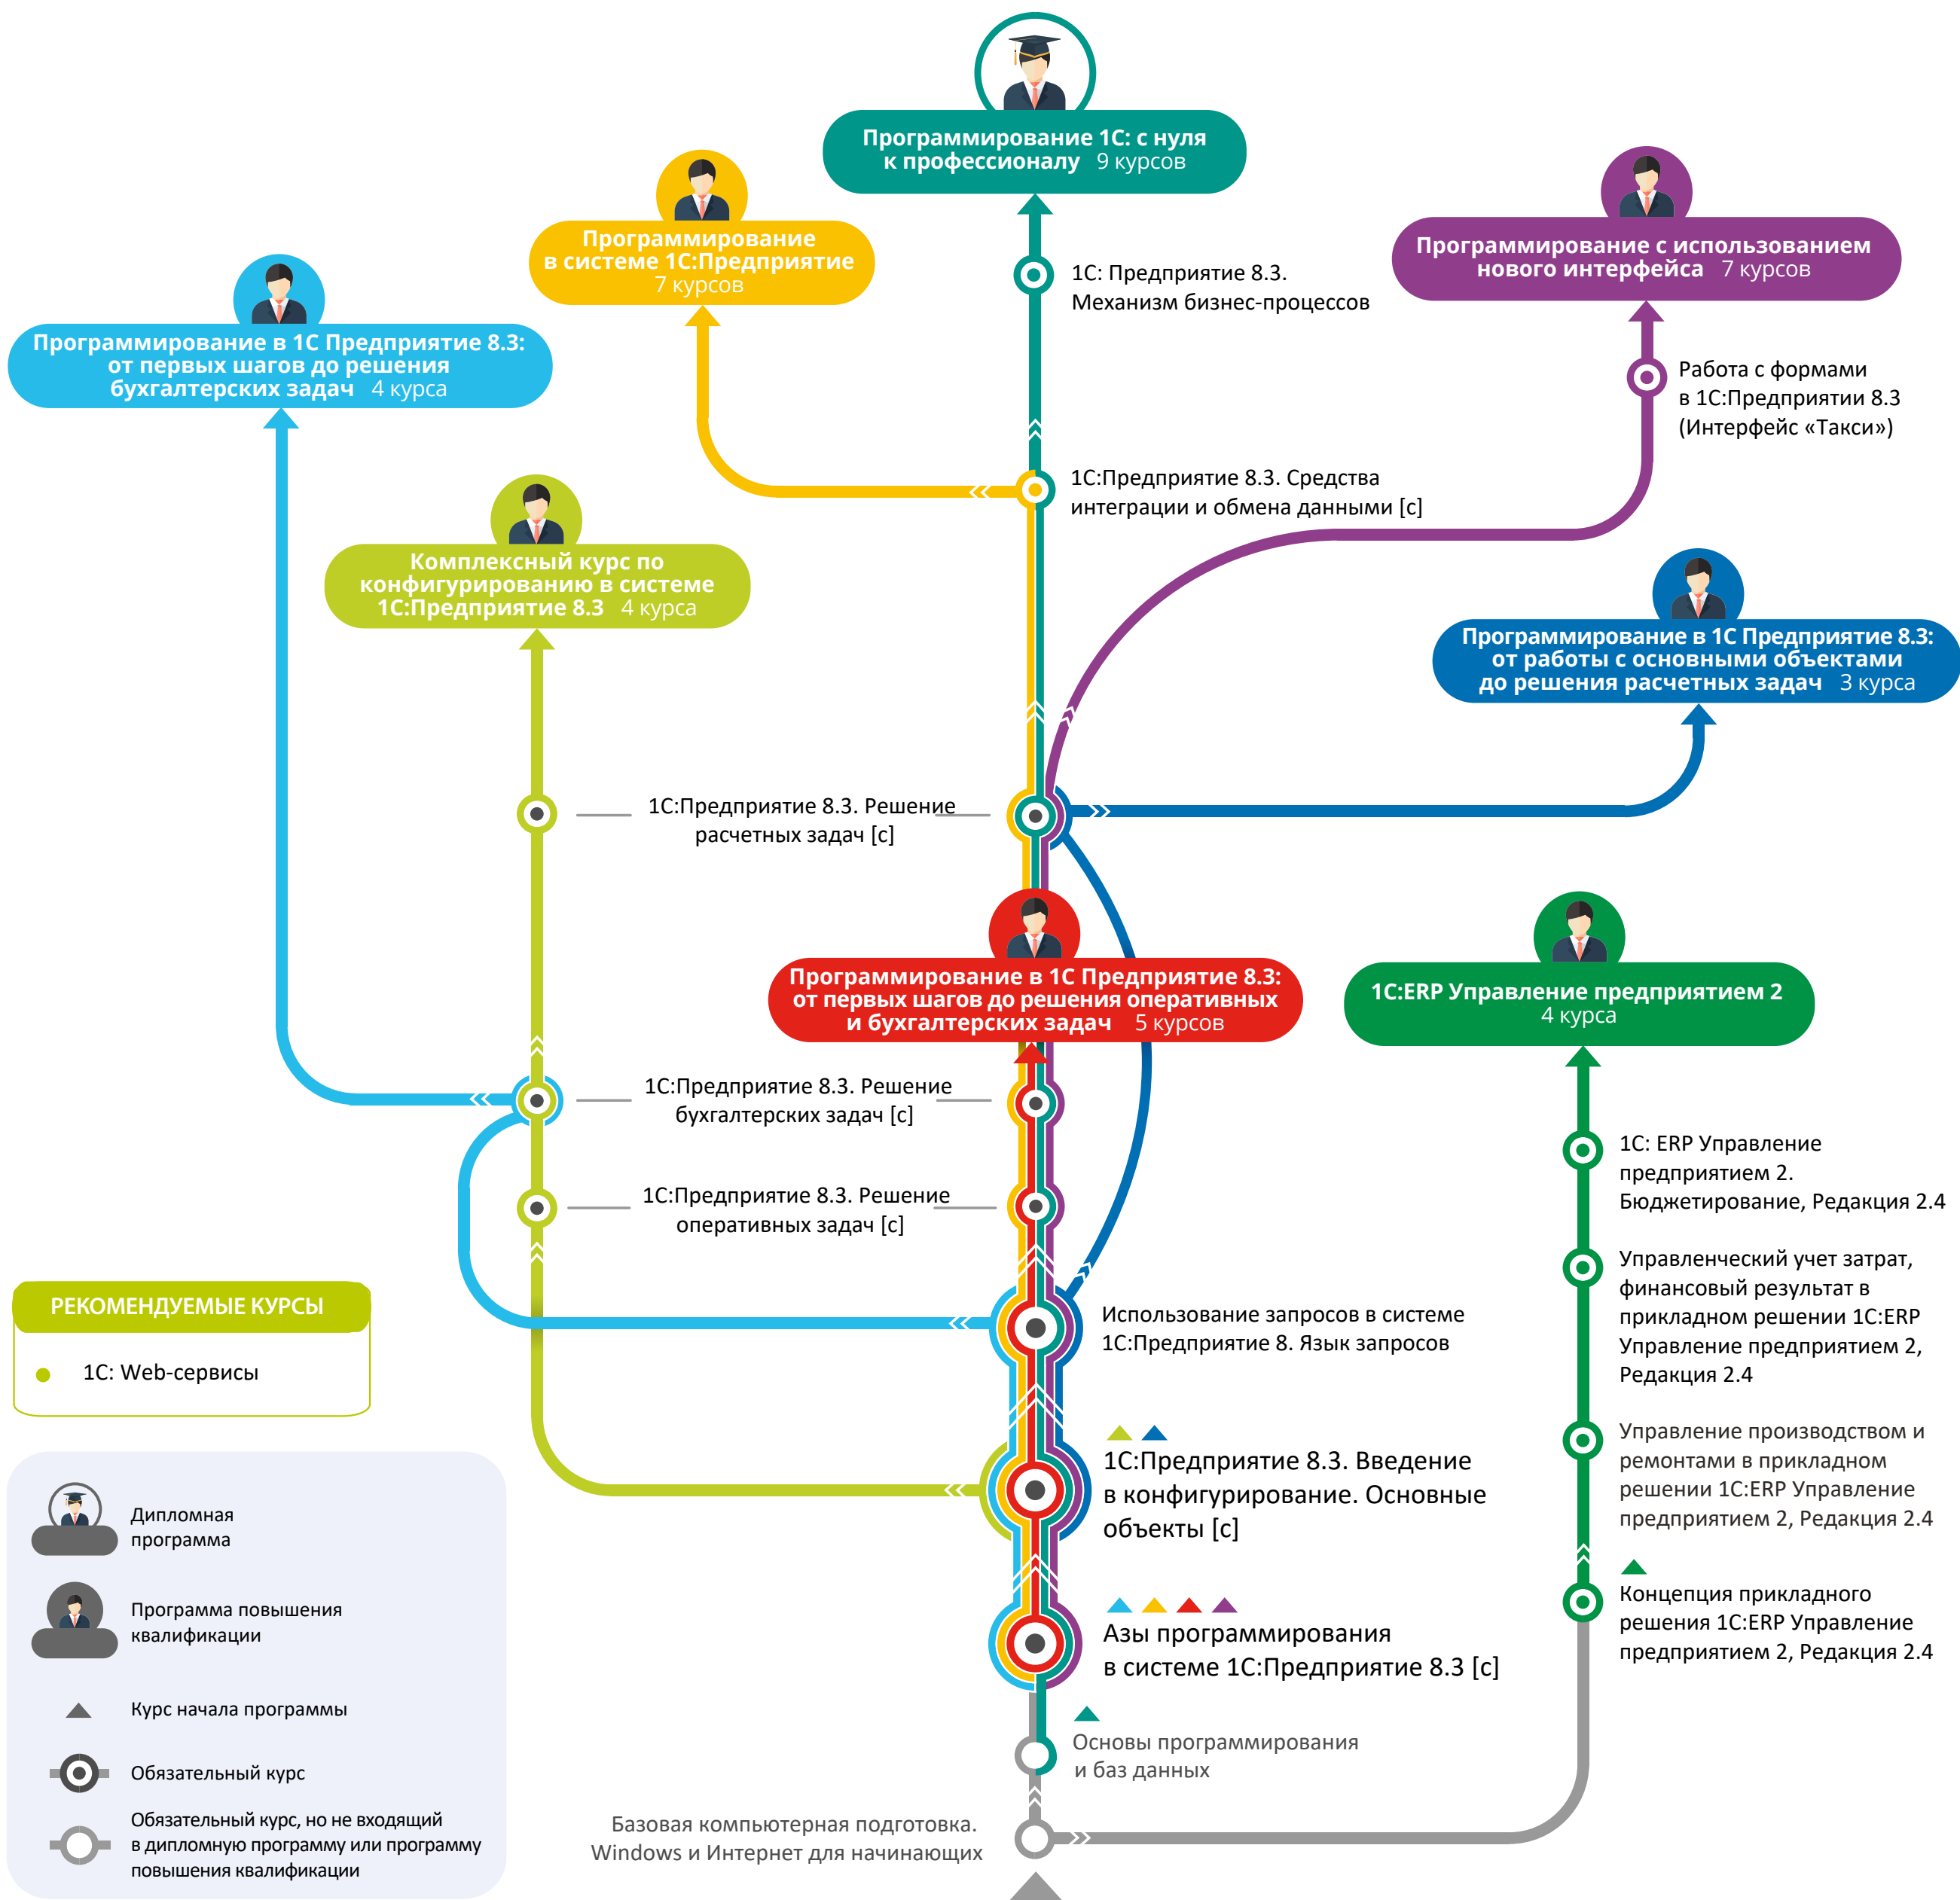 Программирование 1С: с нуля
к профессионалу 9 курсов
Программирование
в системе 1С:Предприятие
7 курсов
Программирование с использованием
нового интерфейса 7 курсов
1С: Предприятие 8.3.
Механизм бизнес-процессов
Программирование в 1С Предприятие 8.3:
от первых шагов до решения
бухгалтерских задач 4 курса
Работа с формами
в 1С:Предприятии 8.3
(Интерфейс «Такси»)
1С:Предприятие 8.3. Средства
интеграции и обмена данными [с]
Комплексный курс по
конфигурированию в системе
1С:Предприятие 8.3 4 курса
Программирование в 1С Предприятие 8.3:
от работы с основными объектами
до решения расчетных задач 3 курса
1С:Предприятие 8.3. Решение
расчетных задач [с]
Программирование в 1С Предприятие 8.3:
от первых шагов до решения оперативных
и бухгалтерских задач 5 курсов
1С:ERP Управление предприятием 2
4 курса
1С:Предприятие 8.3. Решение
бухгалтерских задач [с]
1С: ERP Управление
предприятием 2.
Бюджетирование, Редакция 2.4
1С:Предприятие 8.3. Решение
оперативных задач [с]
Управленческий учет затрат,
финансовый результат в
прикладном решении 1С:ERP
Управление предприятием 2,
Редакция 2.4
РЕКОМЕНДУЕМЫЕ КУРСЫ
1С: Web-сервисы
Использование запросов в системе
1С:Предприятие 8. Язык запросов
Управление производством и
ремонтами в прикладном
решении 1С:ERP Управление
предприятием 2, Редакция 2.4
1С:Предприятие 8.3. Введение
в конфигурирование. Основные
объекты [с]
Концепция прикладного
решения 1С:ERP Управление
предприятием 2, Редакция 2.4
Азы программирования
в системе 1С:Предприятие 8.3 [с]
Основы программирования
и баз данных
Базовая компьютерная подготовка.
Windows и Интернет для начинающих
Дипломная
программа
Программа повышения
квалификации
Курс начала программы
Обязательный курс
Обязательный курс, но не входящий
в дипломную программу или программу
повышения квалификации